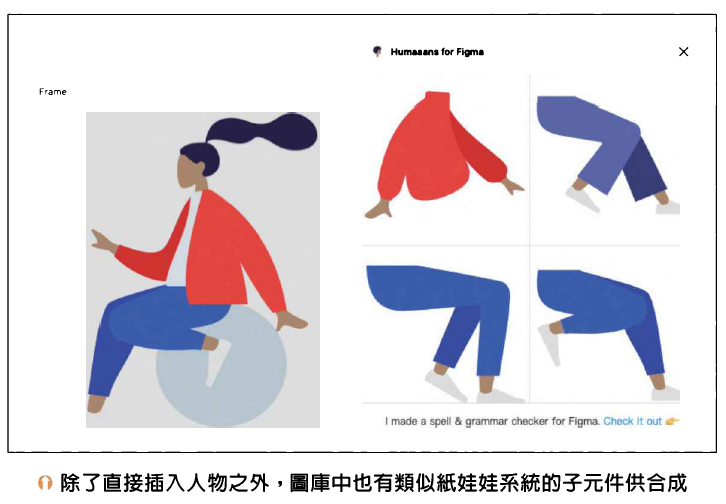 Humaaans for Figma
Frame
I made a spell & grammar checker for Figma. Check it out 👉
除了直接插入人物之外，圖庫中也有類似紙娃娃系統的子元件供合成